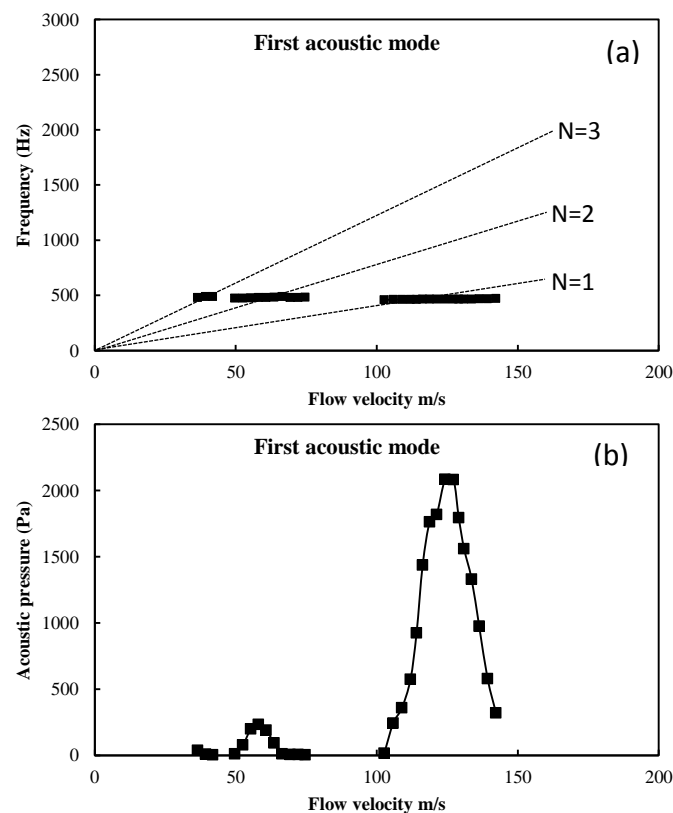 First acoustic mode
(a)
3000
2500
2000
1500
1000
500
0
Frequency (Hz)
N=3
N=2
N=1
0 50 100 150 200
Flow velocity m/s
First acoustic mode
(b)
2500
2000
1500
1000
500
0
Acoustic pressure (Pa)
0 50 100 150 200
Flow velocity m/s